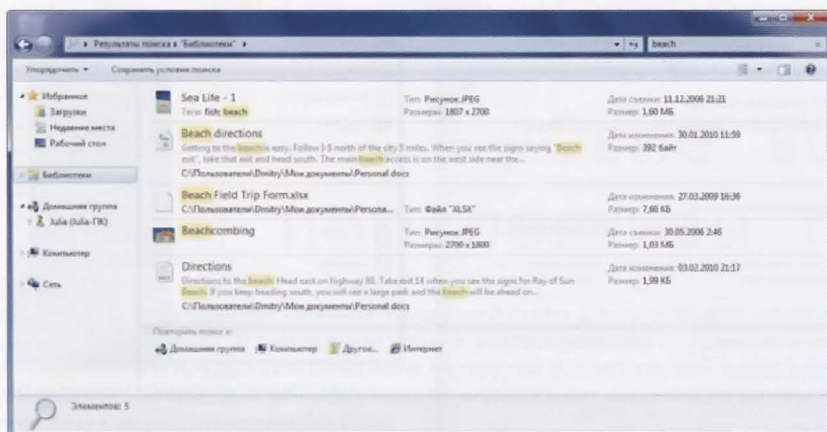 Результаты поиска в "Библиотеки"
beach
Упорядочить
Сохранить условия поиска
Избранное
Загрузки
Недавние места
Рабочий стол
Библиотеки
Домашняя группа
Julia (Julia-ПК)
Компьютер
Сеть
Sea Life - 1
Теги: fish; beach
Тип: Рисунок JPEG
Размеры: 1807 x 2700
Дата съемки: 11.12.2006 21:21
Размер: 1,60 МБ
Beach directions
Getting to the beach is easy. Follow I-5 north of the city 5 miles. When you see the signs saying "Beach
exit", take that exit and head south. The main beach access is on the west side near the...
C:\Пользователи\Dmitry\Мои документы\Personal docs
Дата изменения: 30.01.2010 11:59
Размер: 392 байт
Beach Field Trip Form.xlsx
C:\Пользователи\Dmitry\Мои документы\Persona...
Тип: Файл "XLSX"
Дата изменения: 27.03.2009 16:36
Размер: 7,66 КБ
Beachcombing
Тип: Рисунок JPEG
Размеры: 2700 x 1800
Дата съемки: 30.05.2006 2:46
Размер: 1,03 МБ
Directions
Directions to the beach: Head east on highway 80. Take exit 14 when you see the signs for Ray of Sun
Beach. If you keep heading south, you will see a large park and the beach will be ahead on...
C:\Пользователи\Dmitry\Мои документы\Personal docs
Дата изменения: 03.02.2010 21:17
Размер: 1,99 КБ
Повторить поиск в:
Домашняя группа
Компьютер
Другое...
Интернет
Элементов: 5